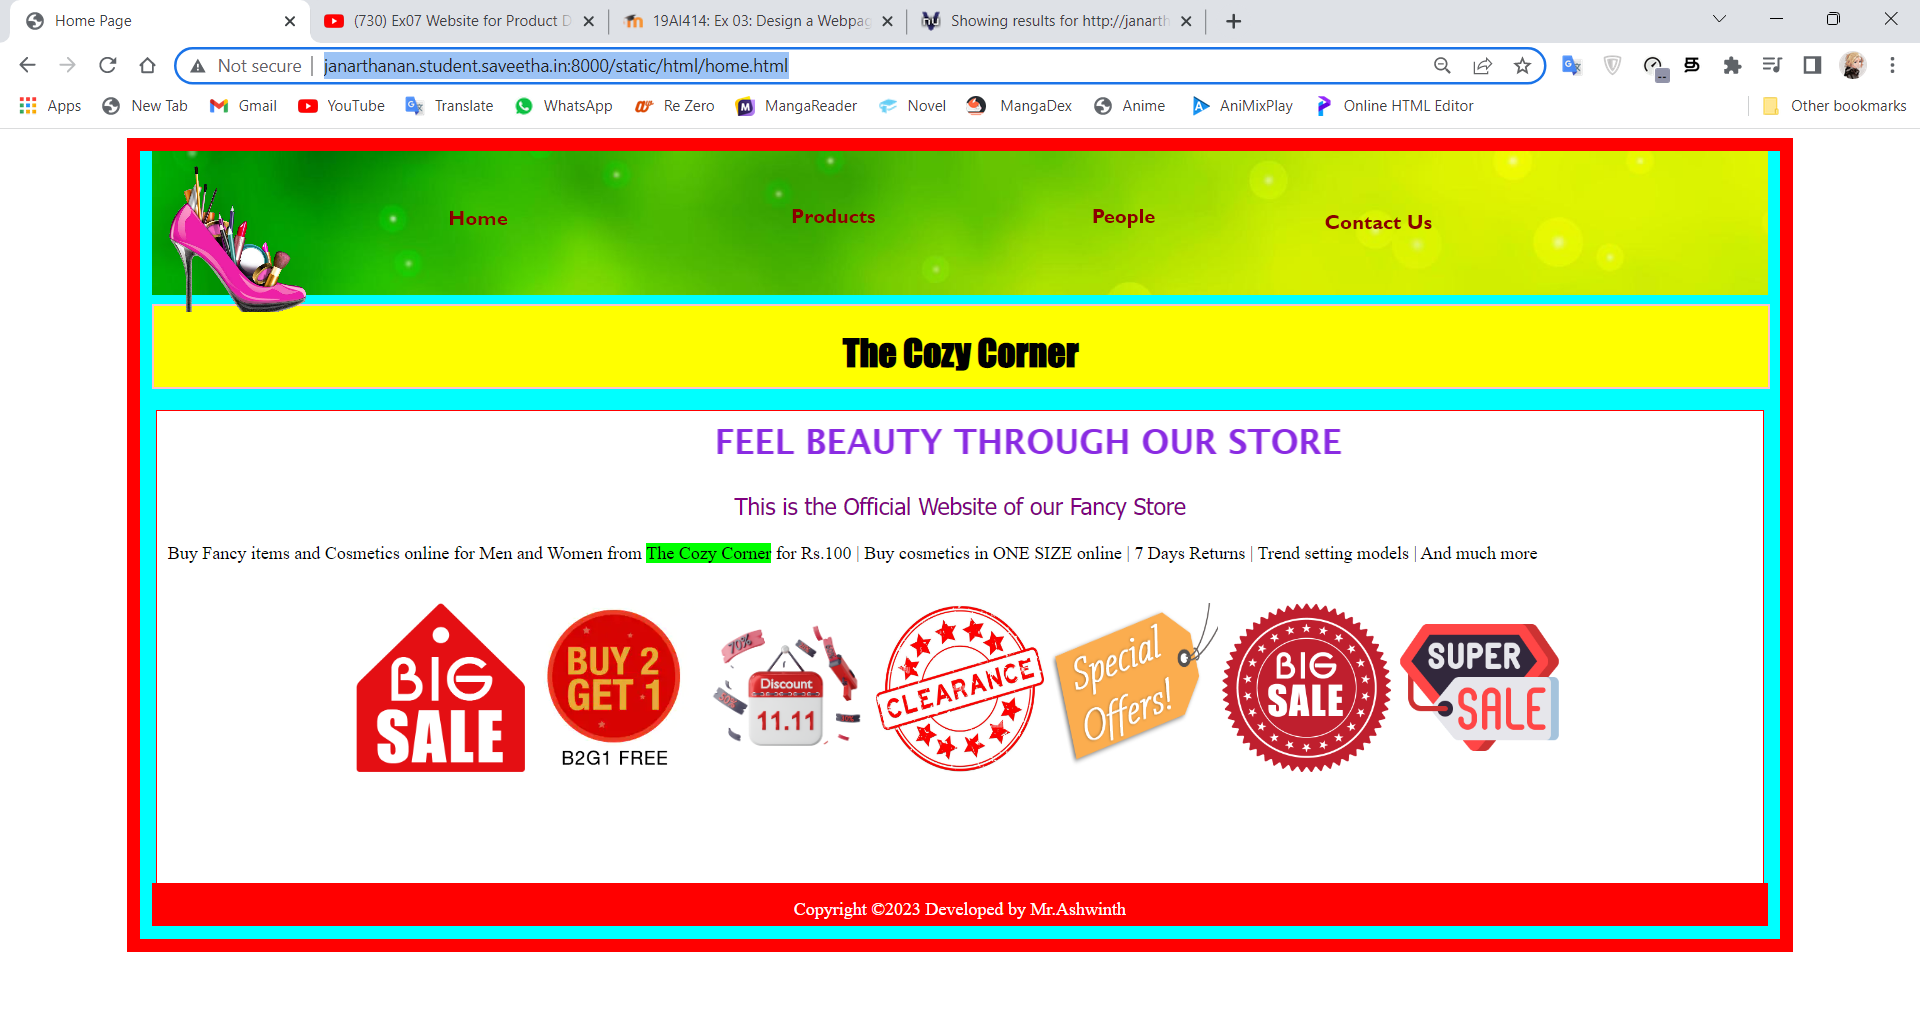 Home Page
(730) Ex07 Website for Product D
19AI414: Ex 03: Design a Webpag
Showing results for http://janarth
Not secure
janarthanan.student.saveetha.in:8000/static/html/home.html
Apps
New Tab
Gmail
YouTube
Translate
WhatsApp
Re Zero
MangaReader
Novel
MangaDex
Anime
AniMixPlay
Online HTML Editor
Other bookmarks
Home
Products
People
Contact Us
The Cozy Corner
FEEL BEAUTY THROUGH OUR STORE
This is the Official Website of our Fancy Store
Buy Fancy items and Cosmetics online for Men and Women from The Cozy Corner for Rs.100 | Buy cosmetics in ONE SIZE online | 7 Days Returns | Trend setting models | And much more
BIG
SALE
BUY 2
GET 1
B2G1 FREE
70%
50%
Discount
11.11
CLEARANCE
Special
Offers!
BIG
SALE
SUPER
SALE
Copyright ©2023 Developed by Mr.Ashwinth